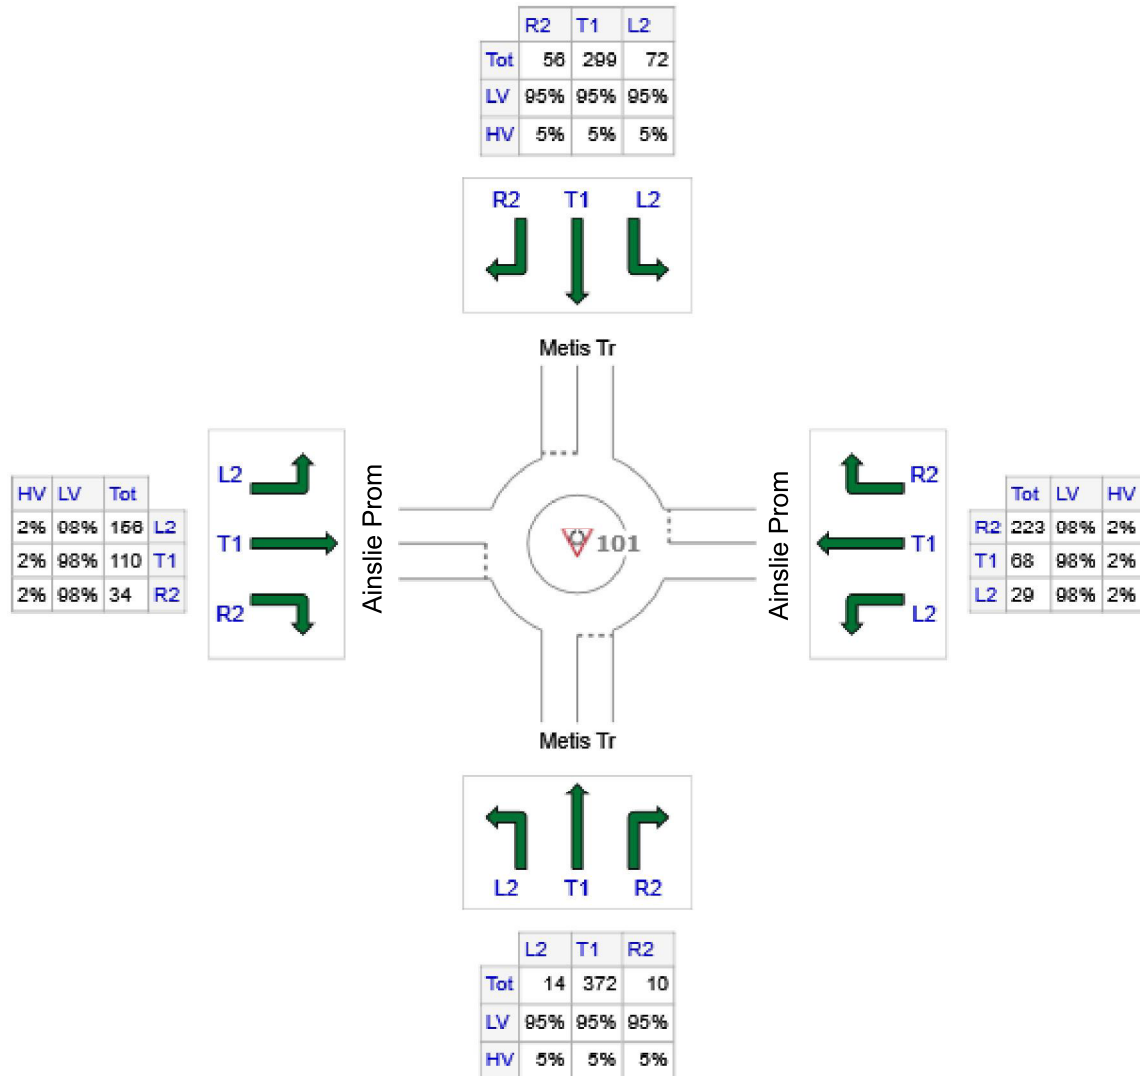 R2 T1 L2
Tot 56 299 72
LV 95% 95% 95%
HV 5% 5% 5%
R2 T1 L2
Metis Tr
HV LV Tot
2% 98% 156 L2
2% 98% 110 T1
2% 98% 34 R2
L2
T1
R2
Ainslie Prom
101
Ainslie Prom
R2
T1
L2
Tot LV HV
R2 223 98% 2%
T1 68 98% 2%
L2 29 98% 2%
Metis Tr
L2 T1 R2
L2 T1 R2
Tot 14 372 10
LV 95% 95% 95%
HV 5% 5% 5%